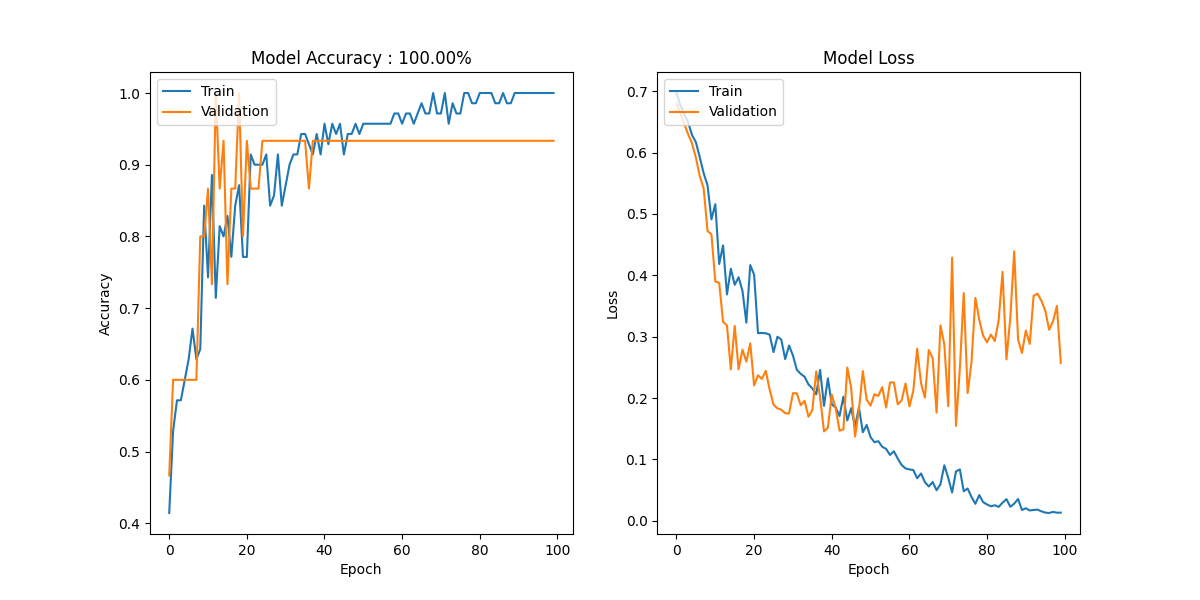 Model Accuracy : 100.00%
Train
Validation
1.0
0.9
0.8
0.7
0.6
0.5
0.4
Accuracy
0 20 40 60 80 100
Epoch
Model Loss
Train
Validation
0.7
0.6
0.5
0.4
0.3
0.2
0.1
0.0
Loss
0 20 40 60 80 100
Epoch